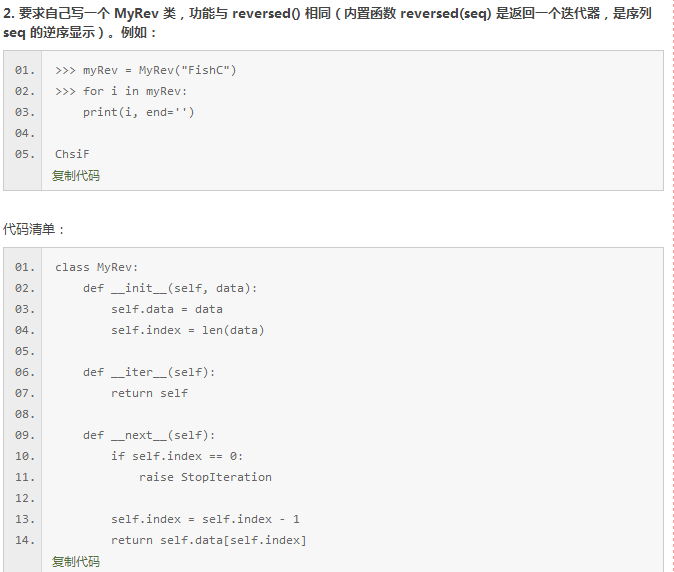 2. 要求自己写一个 MyRev 类，功能与 reversed() 相同（内置函数 reversed(seq) 是返回一个迭代器，是序列
seq 的逆序显示）。例如：
01. >>> myRev = MyRev("FishC")
02. >>> for i in myRev:
03.     print(i, end='')
04.
05. ChsiF
复制代码
代码清单：
01. class MyRev:
02.     def __init__(self, data):
03.         self.data = data
04.         self.index = len(data)
05.
06.     def __iter__(self):
07.         return self
08.
09.     def __next__(self):
10.         if self.index == 0:
11.             raise StopIteration
12.
13.         self.index = self.index - 1
14.         return self.data[self.index]
复制代码